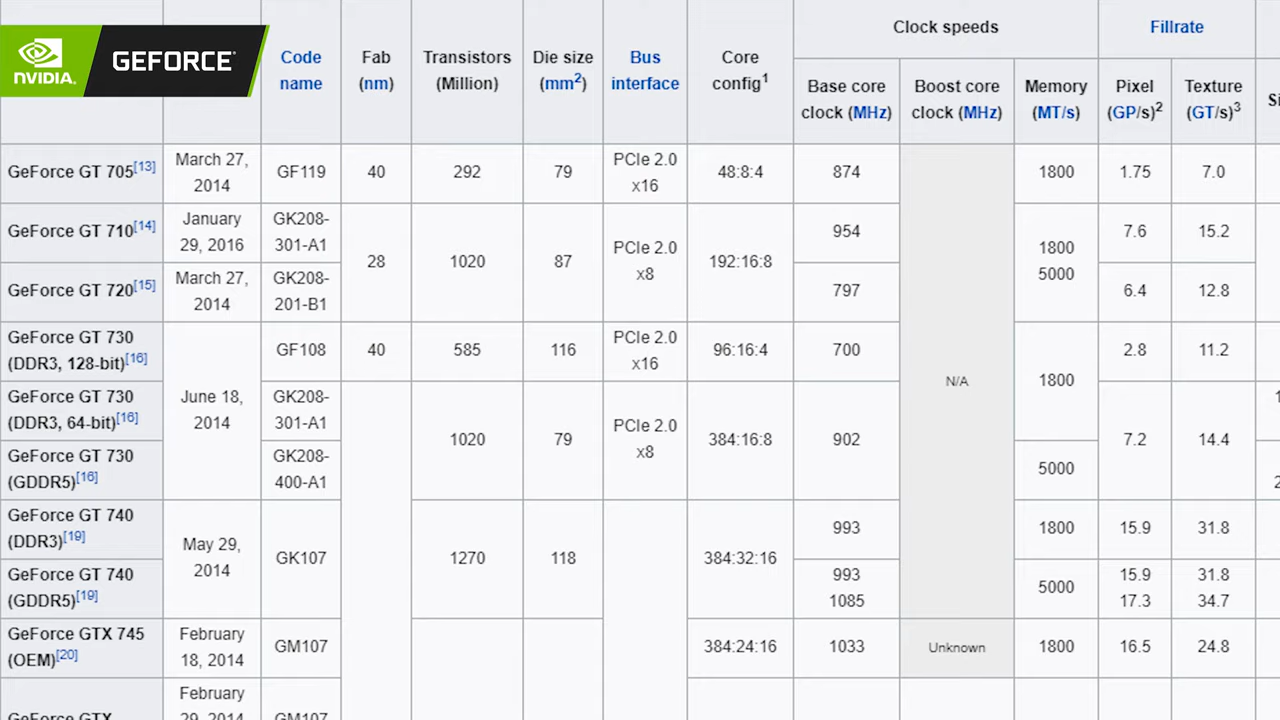 NVIDIA.
GEFORCE
Code name
Fab (nm)
Transistors (Million)
Die size (mm2)
Bus interface
Core config1
Clock speeds
Fillrate
Base core clock (MHz)
Boost core clock (MHz)
Memory (MT/s)
Pixel (GP/s)2
Texture (GT/s)3
Si
GeForce GT 705[13]
March 27, 2014
GF119
40
292
79
PCIe 2.0 x16
48:8:4
874
N/A
1800
1.75
7.0
GeForce GT 710[14]
January 29, 2016
GK208-301-A1
28
1020
87
PCIe 2.0 x8
192:16:8
954
1800
5000
7.6
15.2
GeForce GT 720[15]
March 27, 2014
GK208-201-B1
797
6.4
12.8
GeForce GT 730 (DDR3, 128-bit)[16]
June 18, 2014
GF108
40
585
116
PCIe 2.0 x16
96:16:4
700
1800
2.8
11.2
GeForce GT 730 (DDR3, 64-bit)[16]
GK208-301-A1
1020
79
PCIe 2.0 x8
384:16:8
902
7.2
14.4
1
GeForce GT 730 (GDDR5)[16]
GK208-400-A1
5000
2
GeForce GT 740 (DDR3)[19]
May 29, 2014
GK107
1270
118
384:32:16
993
1800
15.9
31.8
GeForce GT 740 (GDDR5)[19]
993
1085
5000
15.9
17.3
31.8
34.7
GeForce GTX 745 (OEM)[20]
February 18, 2014
GM107
384:24:16
1033
Unknown
1800
16.5
24.8
GeForce GTX
February 29, 2014
GM107